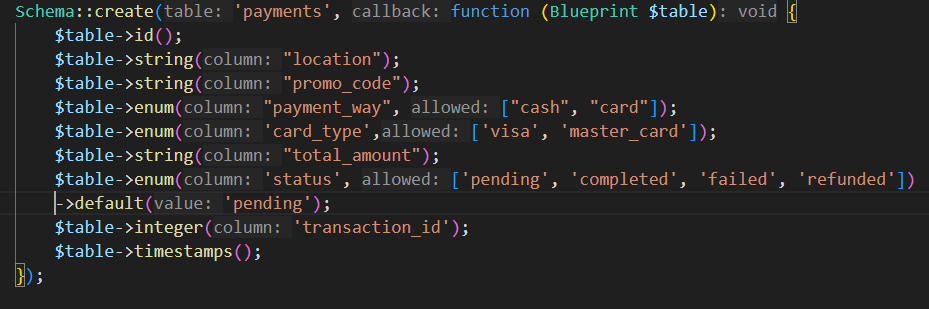 Schema::create(table: 'payments', callback: function (Blueprint $table): void {
$table->id();
$table->string(column: "location");
$table->string(column: "promo_code");
$table->enum(column: "payment_way", allowed: ["cash", "card"]);
$table->enum(column: 'card_type',allowed: ['visa', 'master_card']);
$table->string(column: "total_amount");
$table->enum(column: 'status', allowed: ['pending', 'completed', 'failed', 'refunded'])
->default(value: 'pending');
$table->integer(column: 'transaction_id');
$table->timestamps();
});